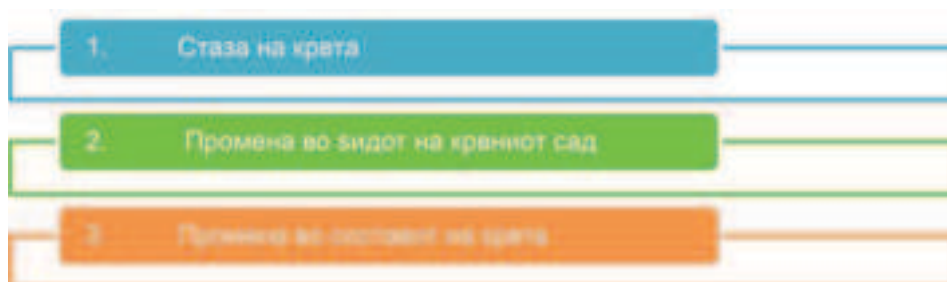 1. Стаза на крвта
2. Промена во ѕидот на крвниот сад
3. Промена во составот на крвта